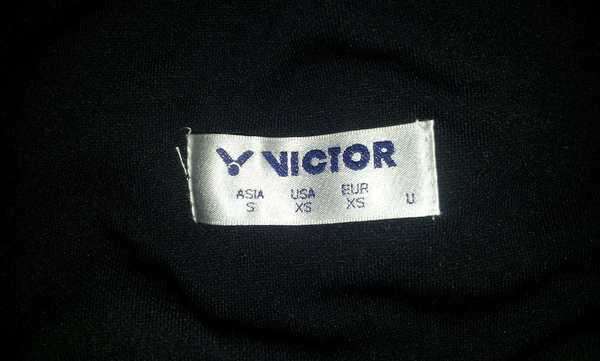 VICTOR
ASIA USA EUR U
S XS XS